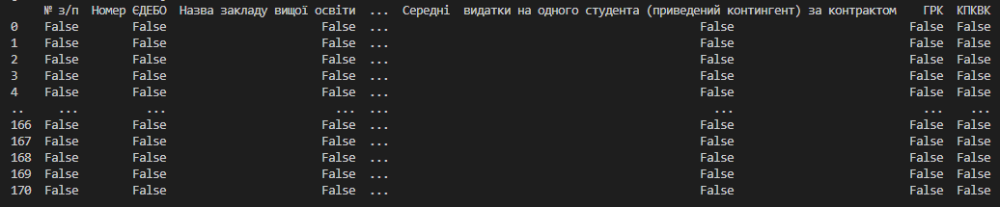 № з/п Номер ЄДЕБО Назва закладу вищої освіти ... Середні видатки на одного студента (приведений контингент) за контрактом ГРК КПКВК
0 False False False ... False False False
1 False False False ... False False False
2 False False False ... False False False
3 False False False ... False False False
4 False False False ... False False False
.. ... ... ... ... ... ... ...
166 False False False ... False False False
167 False False False ... False False False
168 False False False ... False False False
169 False False False ... False False False
170 False False False ... False False False